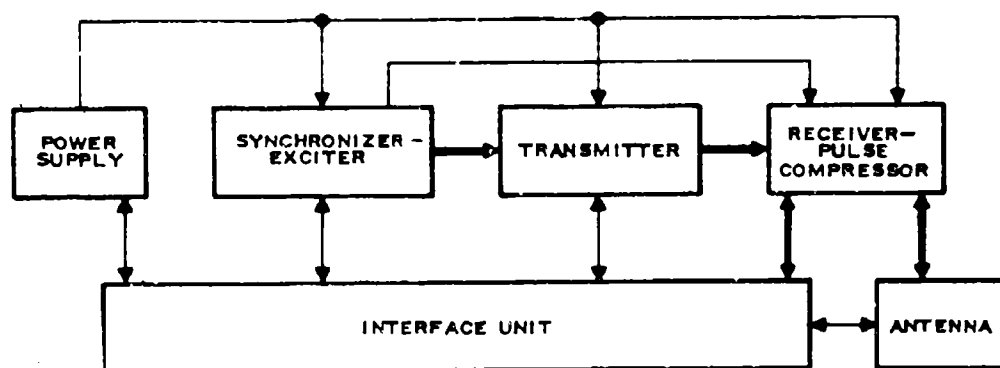 POWER
SUPPLY
SYNCHRONIZER-
EXCITER
TRANSMITTER
RECEIVER-
PULSE
COMPRESSOR
INTERFACE UNIT
ANTENNA